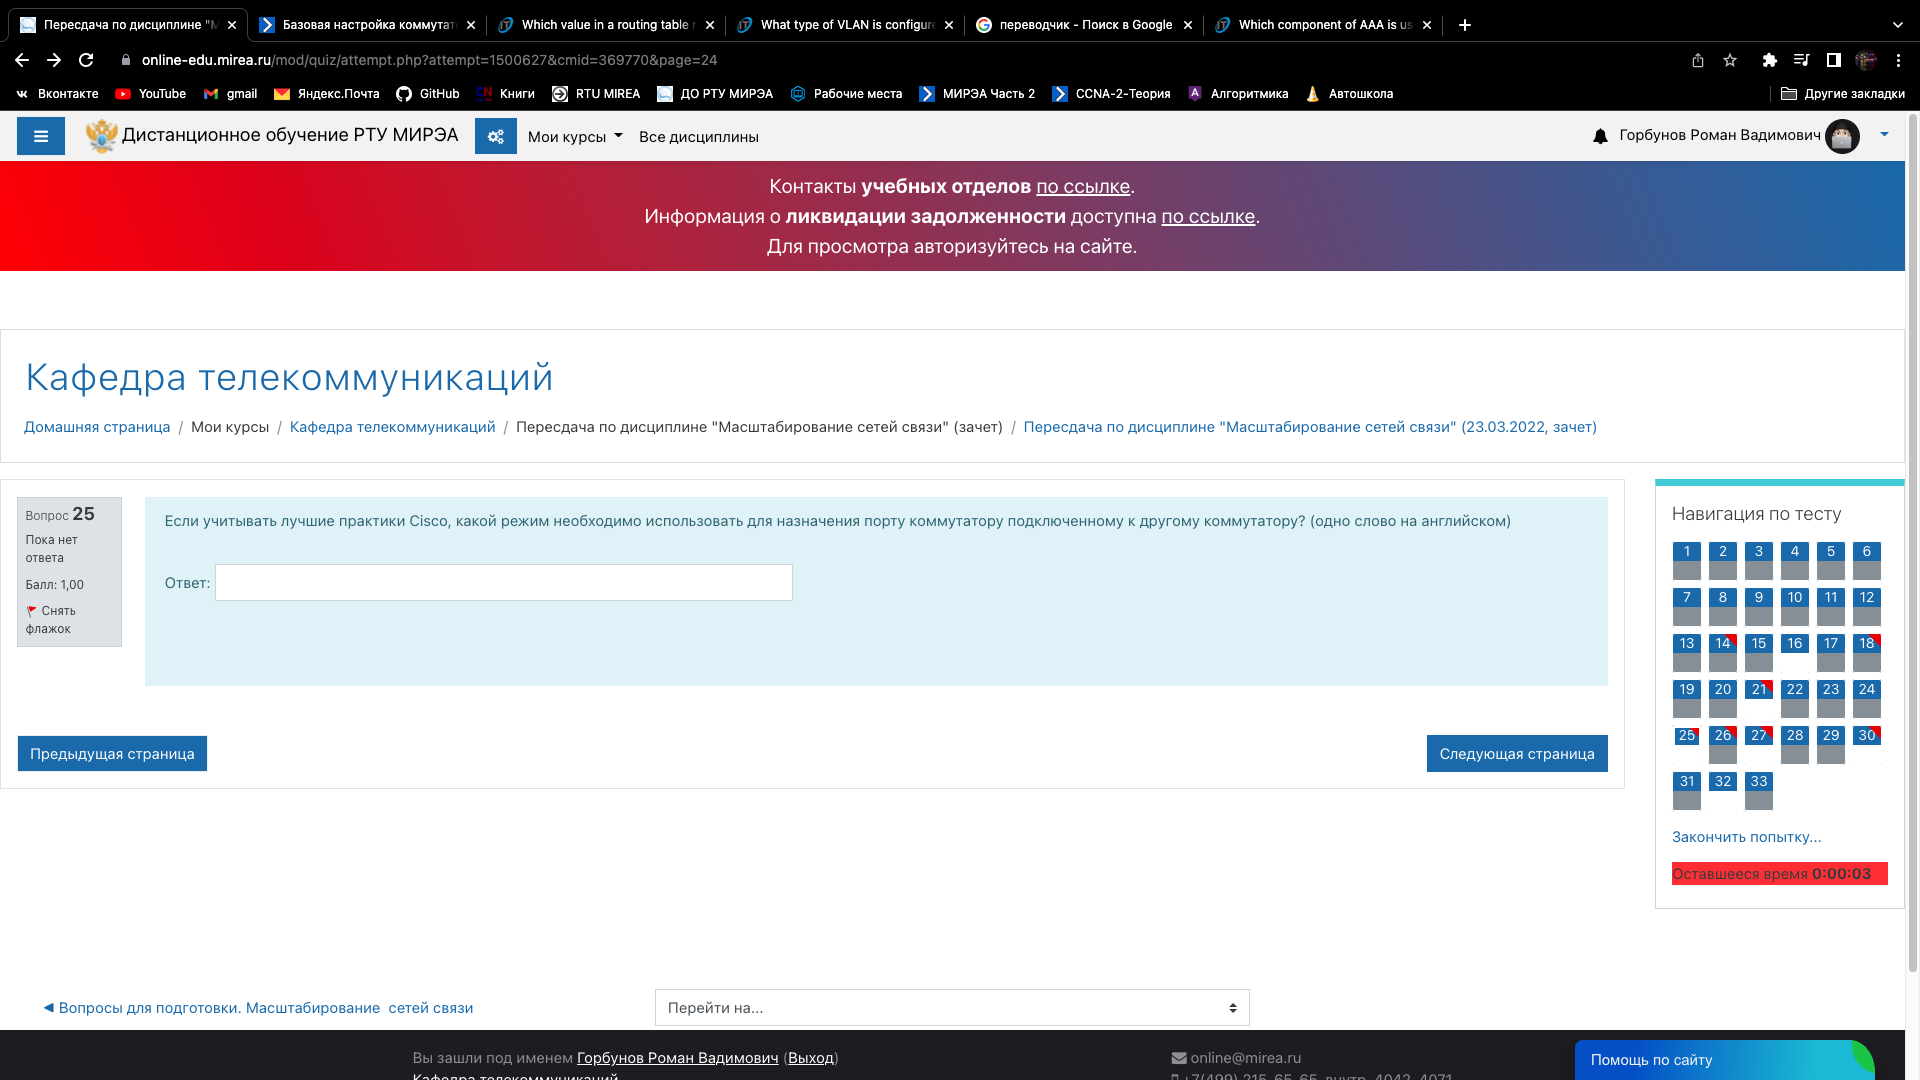 Пересдача по дисциплине "М
Базовая настройка коммутат
Which value in a routing table r
What type of VLAN is configure
переводчик - Поиск в Google
Which component of AAA is us
online-edu.mirea.ru/mod/quiz/attempt.php?attempt=1500627&cmid=369770&page=24
Вконтакте
YouTube
gmail
Яндекс.Почта
GitHub
CN Книги
RTU MIREA
ДО РТУ МИРЭА
Рабочие места
МИРЭА Часть 2
CCNA-2-Теория
Алгоритмика
Автошкола
Другие закладки
Дистанционное обучение РТУ МИРЭА
Мои курсы
Все дисциплины
Горбунов Роман Вадимович
Контакты учебных отделов по ссылке.
Информация о ликвидации задолженности доступна по ссылке.
Для просмотра авторизуйтесь на сайте.
Кафедра телекоммуникаций
Домашняя страница / Мои курсы / Кафедра телекоммуникаций / Пересдача по дисциплине "Масштабирование сетей связи" (зачет) / Пересдача по дисциплине "Масштабирование сетей связи" (23.03.2022, зачет)
Вопрос 25
Пока нет
ответа
Балл: 1,00
Снять
флажок
Если учитывать лучшие практики Cisco, какой режим необходимо использовать для назначения порту коммутатору подключенному к другому коммутатору? (одно слово на английском)
Ответ:
Предыдущая страница
Следующая страница
Навигация по тесту
1 2 3 4 5 6
7 8 9 10 11 12
13 14 15 16 17 18
19 20 21 22 23 24
25 26 27 28 29 30
31 32 33
Закончить попытку...
Оставшееся время 0:00:03
◄ Вопросы для подготовки. Масштабирование сетей связи
Перейти на...
Вы зашли под именем Горбунов Роман Вадимович (Выход)
Кафедра телекоммуникаций
online@mirea.ru
+7(499) 215-65-65, внутр. 4042, 4071
Помощь по сайту